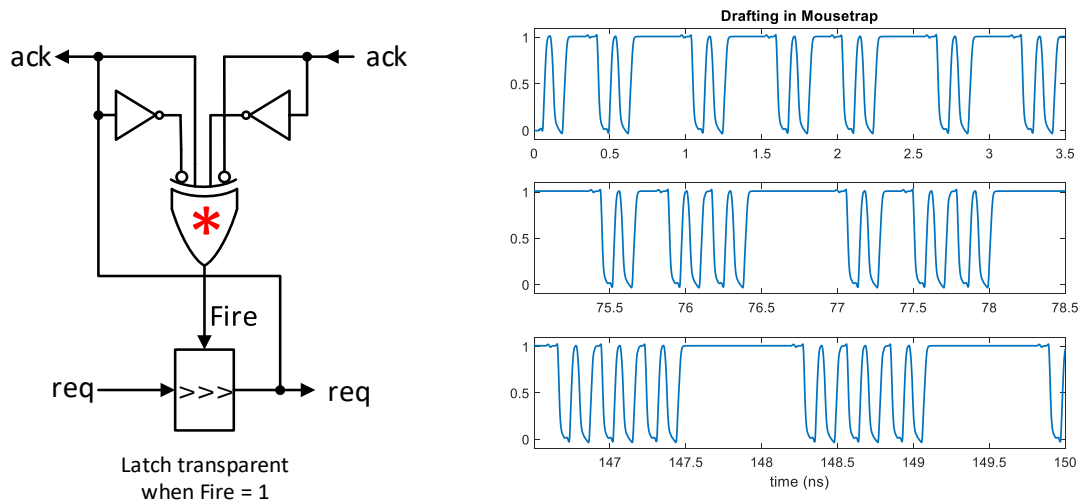 ack
ack
*
Fire
req
>>>
req
Latch transparent
when Fire = 1
Drafting in Mousetrap
1
0.5
0
0 0.5 1 1.5 2 2.5 3 3.5
1
0.5
0
75.5 76 76.5 77 77.5 78 78.5
1
0.5
0
147 147.5 148 148.5 149 149.5 150
time (ns)